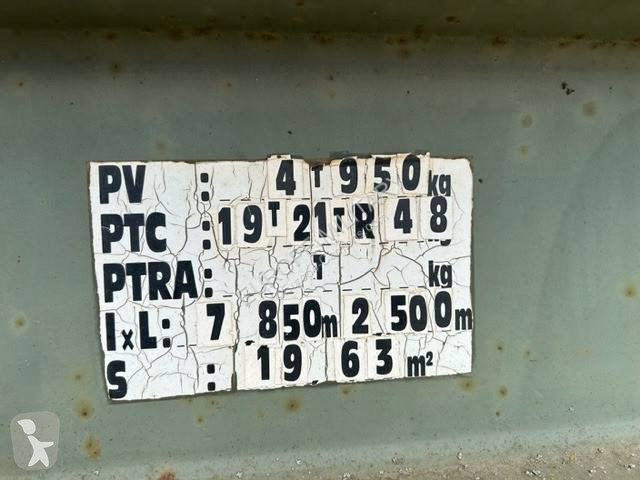 PV : 4 T 950 kg
PTC : 19 T 21 T R 48
PTRA : T kg
I x L : 7 850 m 2 500 m
S : 19 63 m²